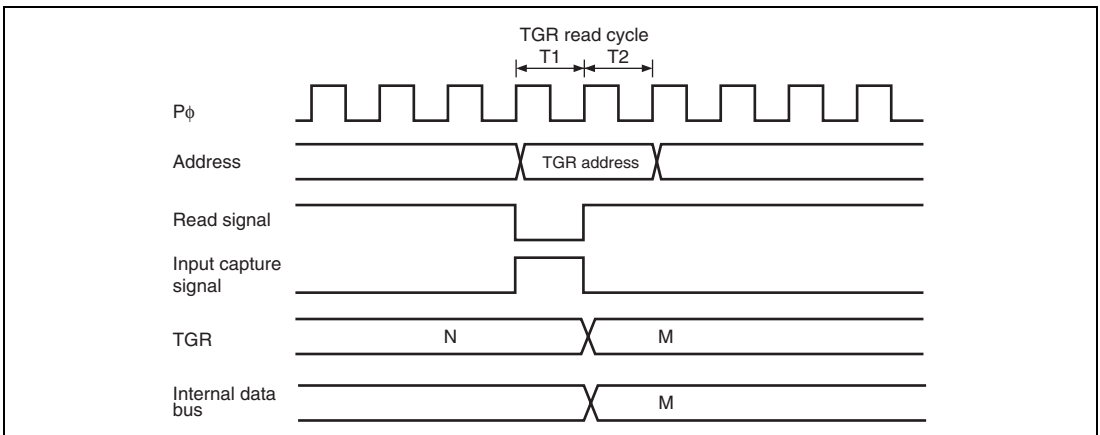 TGR read cycle
T1 T2
Pφ
Address
TGR address
Read signal
Input capture
signal
TGR
N
M
Internal data
bus
M